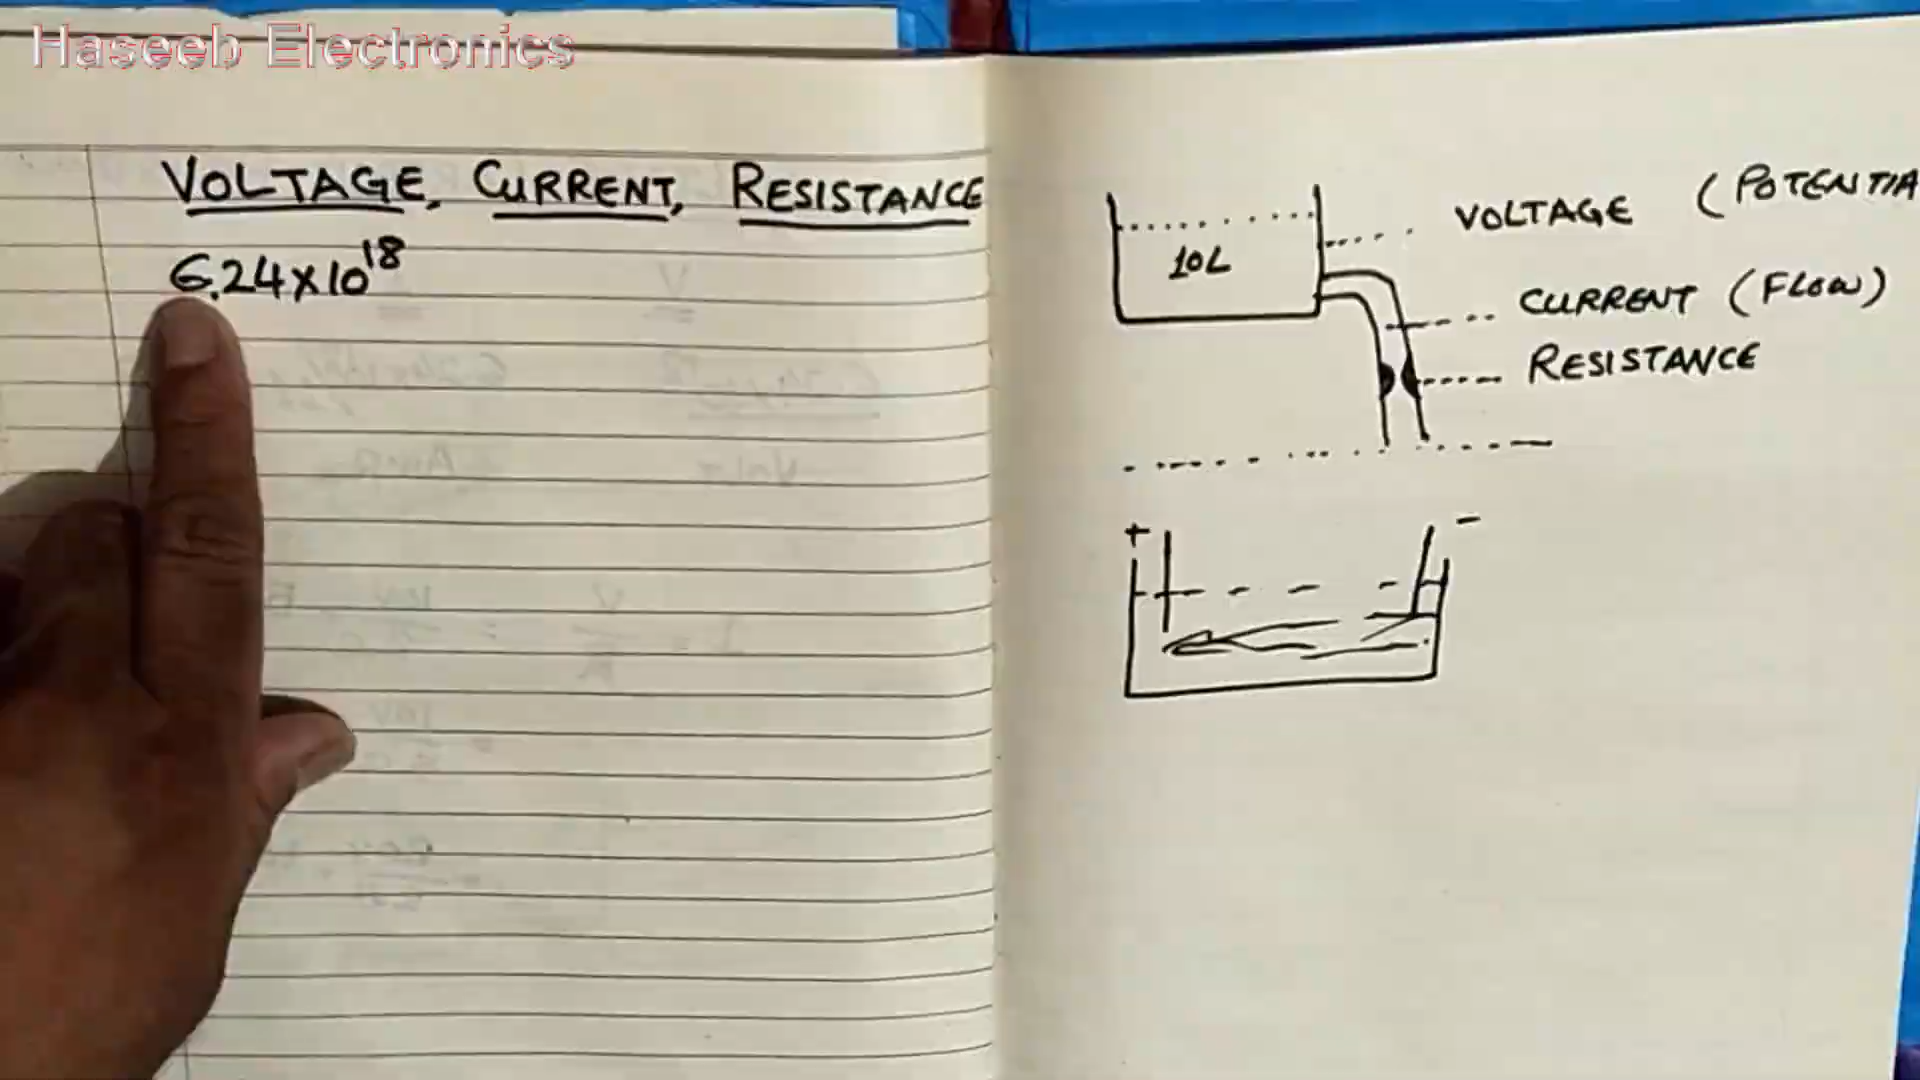 Haseeb Electronics
VOLTAGE, CURRENT, RESISTANCE
6.24x10^18
10L
VOLTAGE (POTENTIA
CURRENT (FLOW)
RESISTANCE
+ -